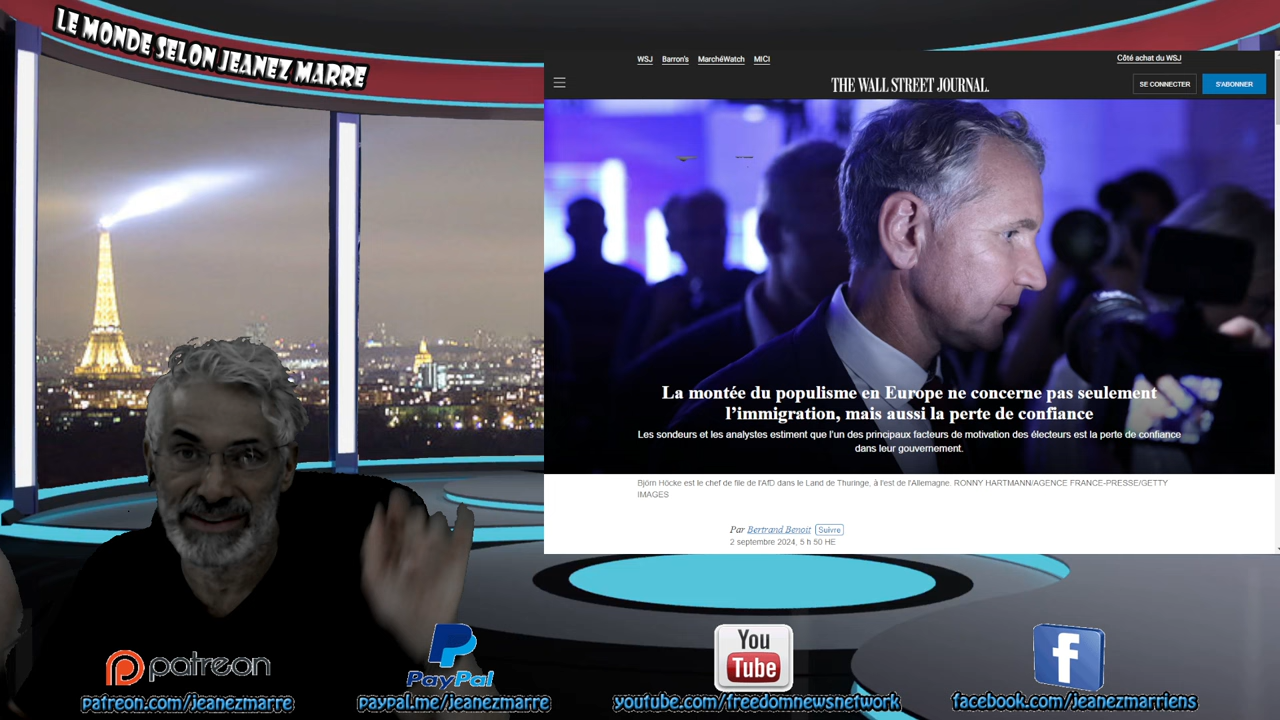 LE MONDE SELON JEANEZ MARRE
WSJ Barron's MarchéWatch MICI
Côté achat du WSJ
THE WALL STREET JOURNAL.
SE CONNECTER
S'ABONNER
La montée du populisme en Europe ne concerne pas seulement
l'immigration, mais aussi la perte de confiance
Les sondeurs et les analystes estiment que l'un des principaux facteurs de motivation des électeurs est la perte de confiance
dans leur gouvernement.
Björn Höcke est le chef de file de l'AfD dans le Land de Thuringe, à l'est de l'Allemagne. RONNY HARTMANN/AGENCE FRANCE-PRESSE/GETTY
IMAGES
Par Bertrand Benoit Suivre
2 septembre 2024, 5 h 50 HE
patreon
patreon.com/jeanezmarre
PayPal
paypal.me/jeanezmarre
You
Tube
youtube.com/freedomnewsnetwork
f
facebook.com/jeanezmarriens